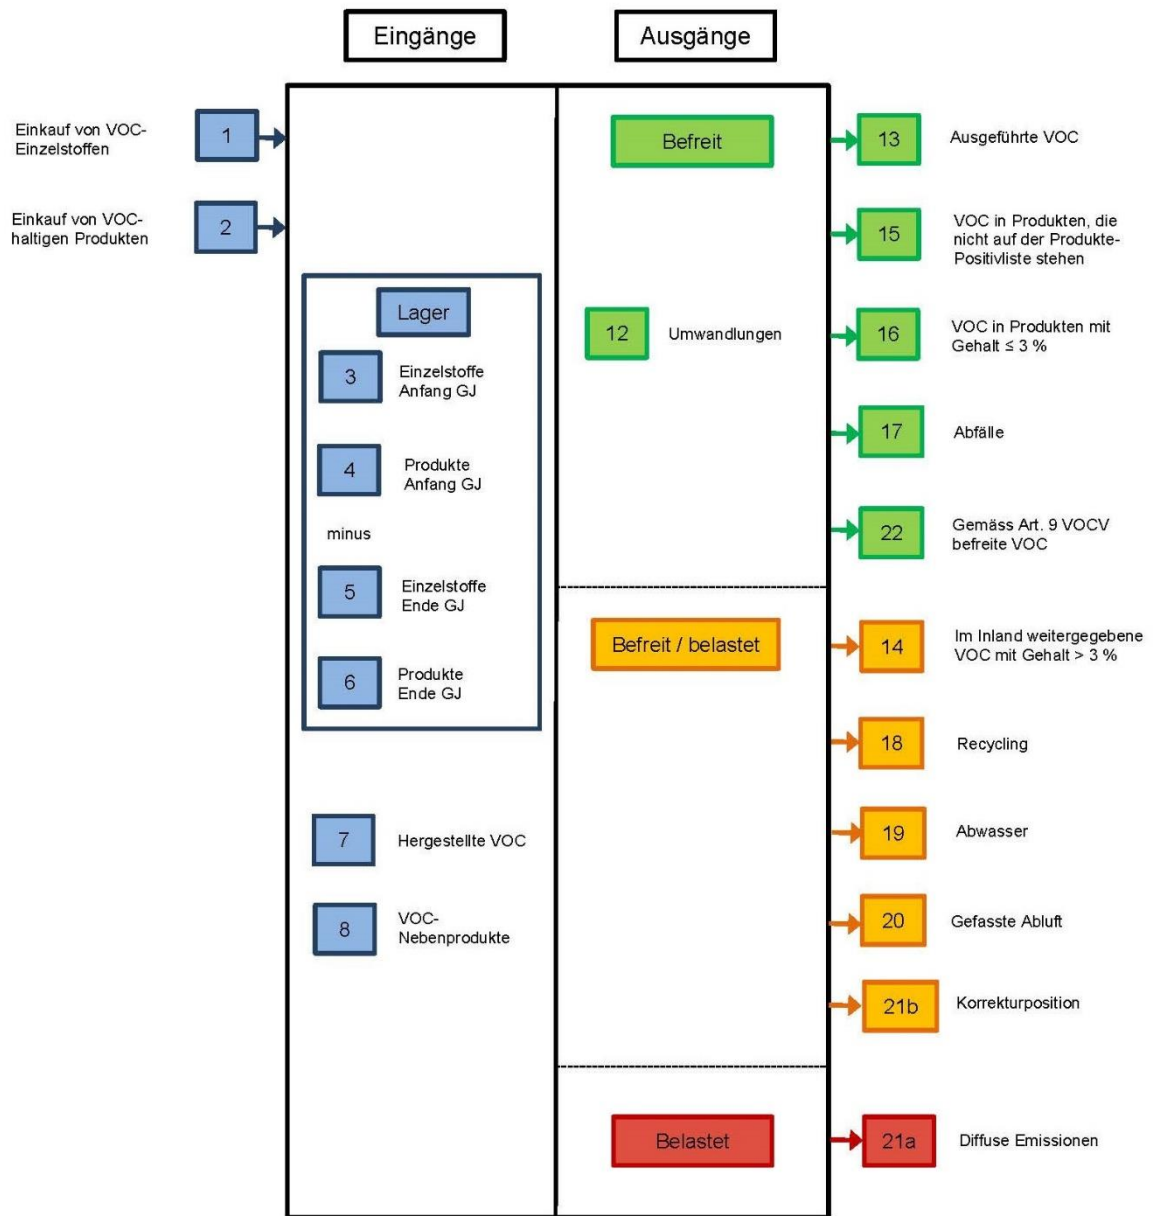 Eingänge
Ausgänge
1
Einkauf von VOC-
Einzelstoffen
2
Einkauf von VOC-
haltigen Produkten
Lager
3
Einzelstoffe
Anfang GJ
4
Produkte
Anfang GJ
minus
5
Einzelstoffe
Ende GJ
6
Produkte
Ende GJ
7
Hergestellte VOC
8
VOC-
Nebenprodukte
Befreit
12
Umwandlungen
13
Ausgeführte VOC
15
VOC in Produkten, die
nicht auf der Produkte-
Positivliste stehen
16
VOC in Produkten mit
Gehalt ≤ 3 %
17
Abfälle
22
Gemäss Art. 9 VOCV
befreite VOC
Befreit / belastet
14
Im Inland weitergegebene
VOC mit Gehalt > 3 %
18
Recycling
19
Abwasser
20
Gefasste Abluft
21b
Korrekturposition
Belastet
21a
Diffuse Emissionen